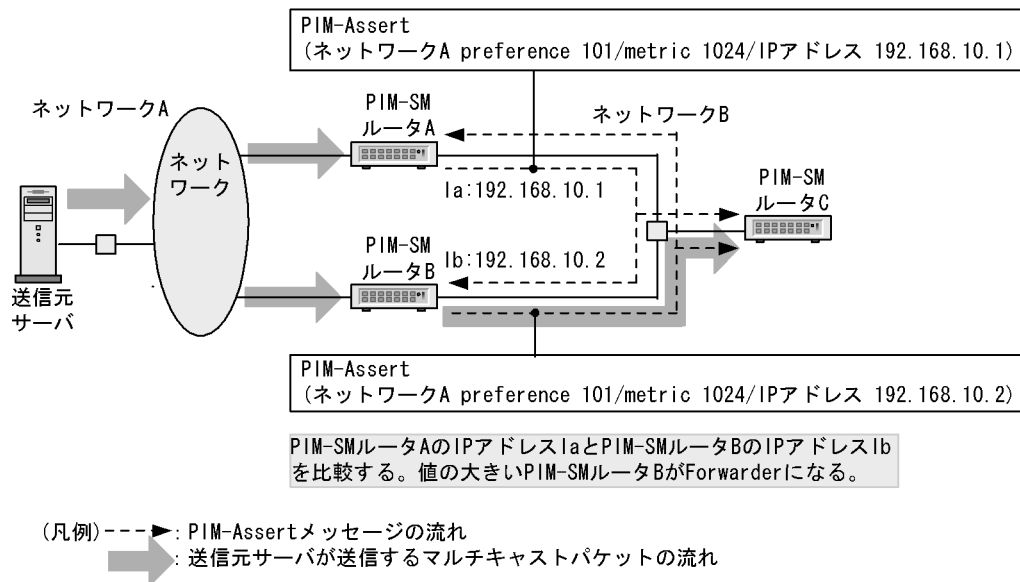 PIM-Assert
(ネットワークA preference 101/metric 1024/IPアドレス 192.168.10.1)
ネットワークA
PIM-SM
ルータA
ネットワークB
ネット
ワーク
Ia:192.168.10.1
PIM-SM
ルータC
PIM-SM
ルータB
Ib:192.168.10.2
送信元
サーバ
PIM-Assert
(ネットワークA preference 101/metric 1024/IPアドレス 192.168.10.2)
PIM-SMルータAのIPアドレスIaとPIM-SMルータBのIPアドレスIb
を比較する。値の大きいPIM-SMルータBがForwarderになる。
(凡例)
: PIM-Assertメッセージの流れ
: 送信元サーバが送信するマルチキャストパケットの流れ